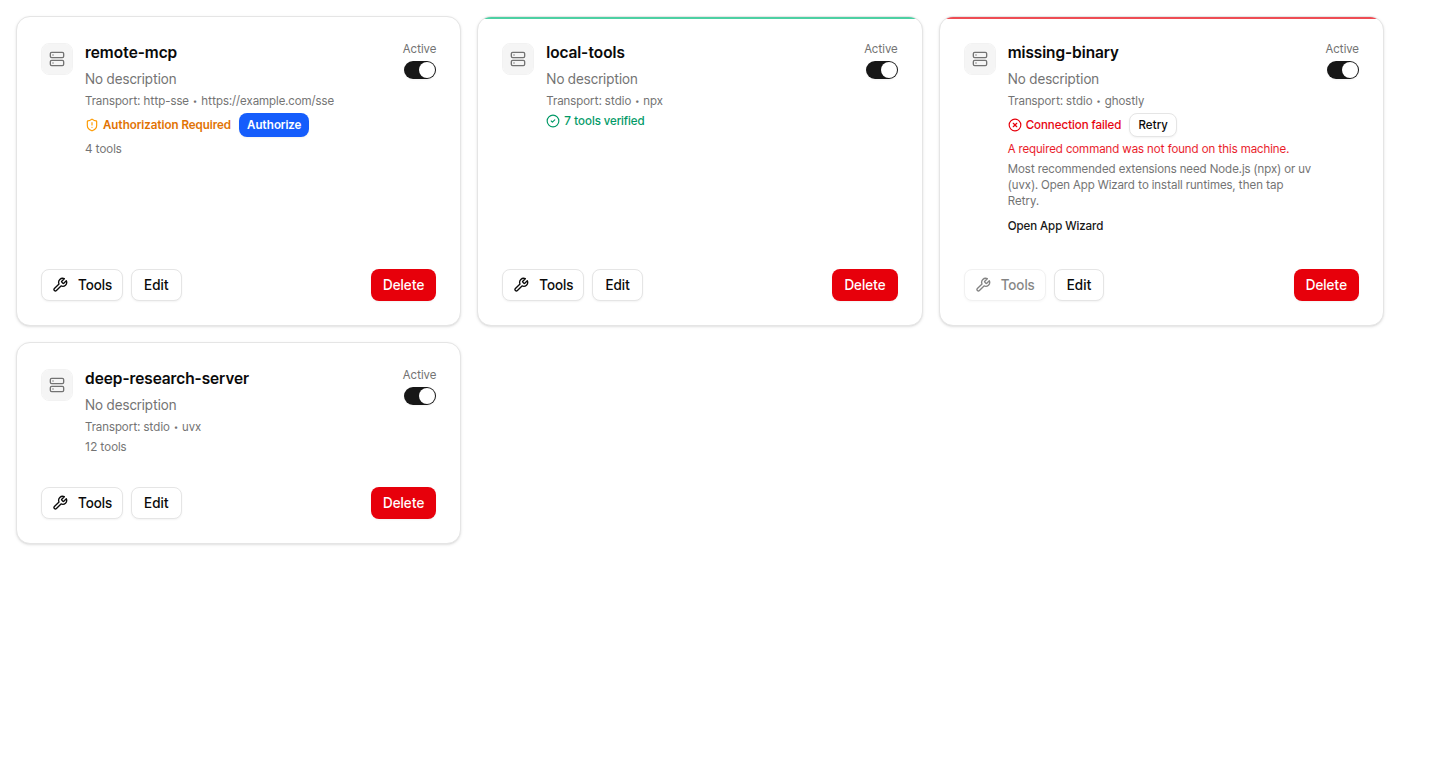 remote-mcp
Active
No description
Transport: http-sse • https://example.com/sse
Authorization Required Authorize
4 tools
Tools Edit Delete
local-tools
Active
No description
Transport: stdio • npx
7 tools verified
Tools Edit Delete
missing-binary
Active
No description
Transport: stdio • ghostly
Connection failed Retry
A required command was not found on this machine.
Most recommended extensions need Node.js (npx) or uv
(uvx). Open App Wizard to install runtimes, then tap
Retry.
Open App Wizard
Tools Edit Delete
deep-research-server
Active
No description
Transport: stdio • uvx
12 tools
Tools Edit Delete